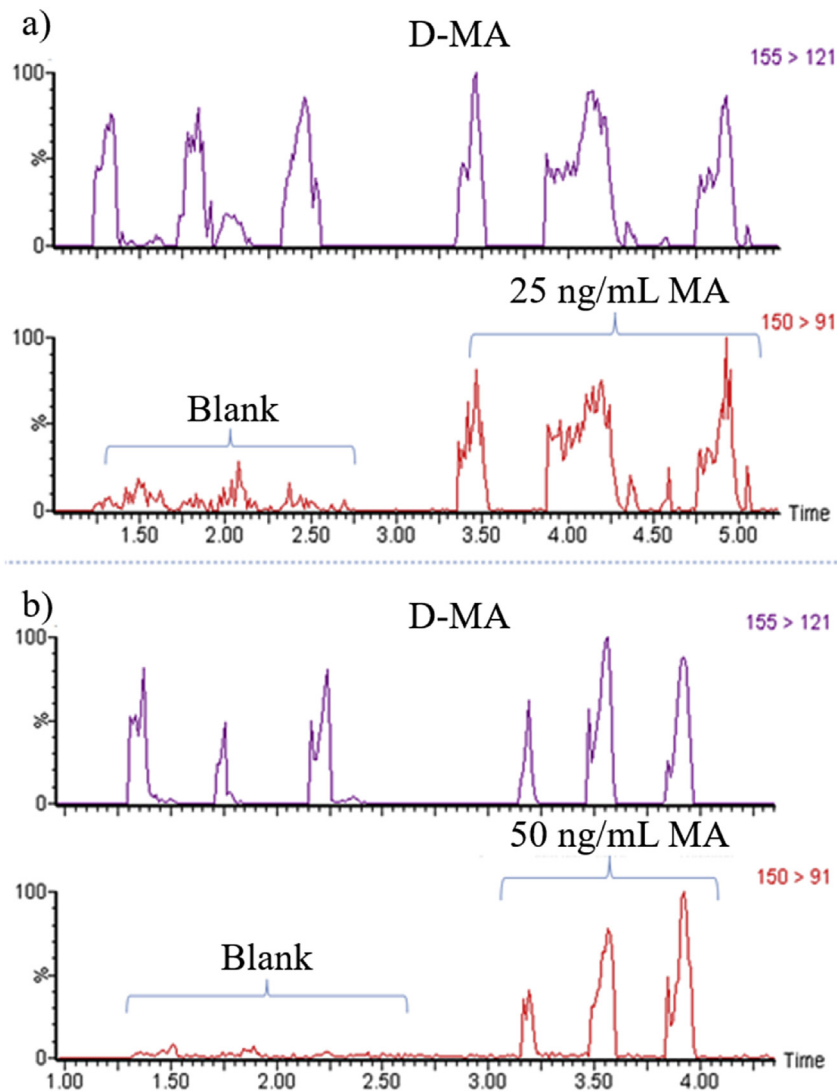 a)
D-MA
155 > 121
100
%
0
25 ng/mL MA
150 > 91
100
Blank
%
0
1.50 2.00 2.50 3.00 3.50 4.00 4.50 5.00 Time
b)
D-MA
155 > 121
100
%
0
50 ng/mL MA
150 > 91
100
Blank
%
0
1.00 1.50 2.00 2.50 3.00 3.50 4.00 Time